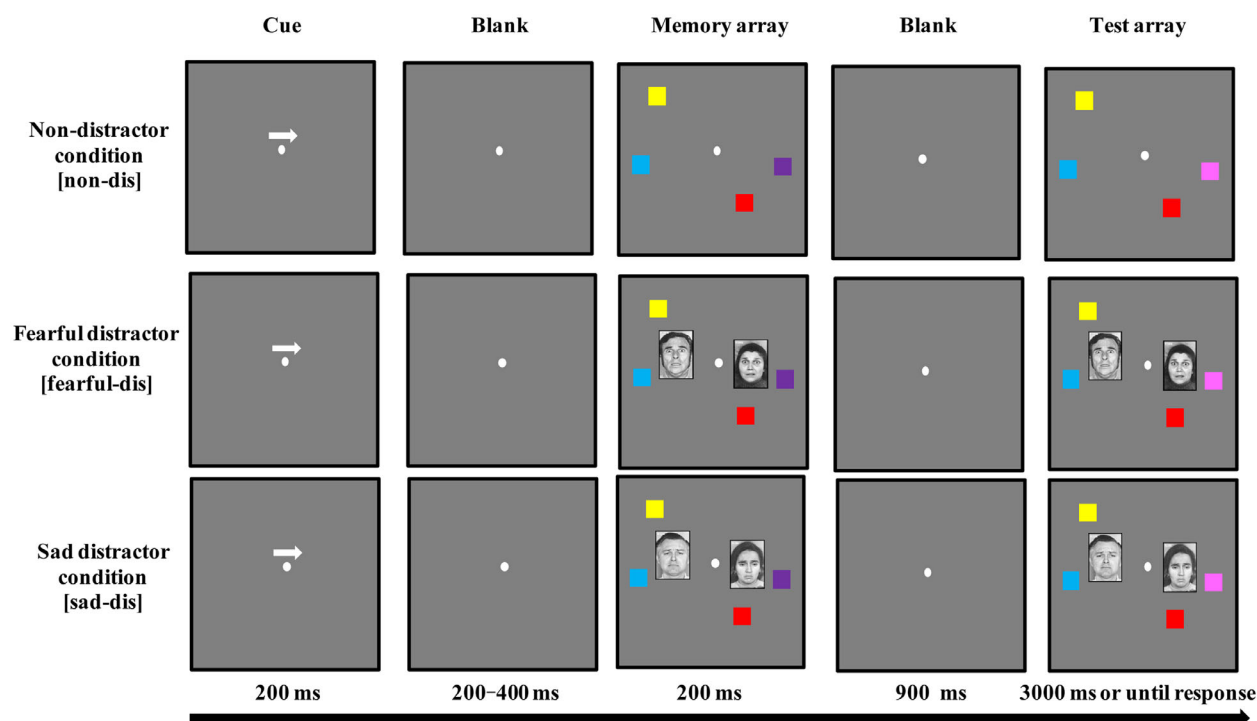 Cue Blank Memory array Blank Test array
Non-distractor
condition
[non-dis]
Fearful distractor
condition
[fearful-dis]
Sad distractor
condition
[sad-dis]
200 ms 200−400 ms 200 ms 900 ms 3000 ms or until response